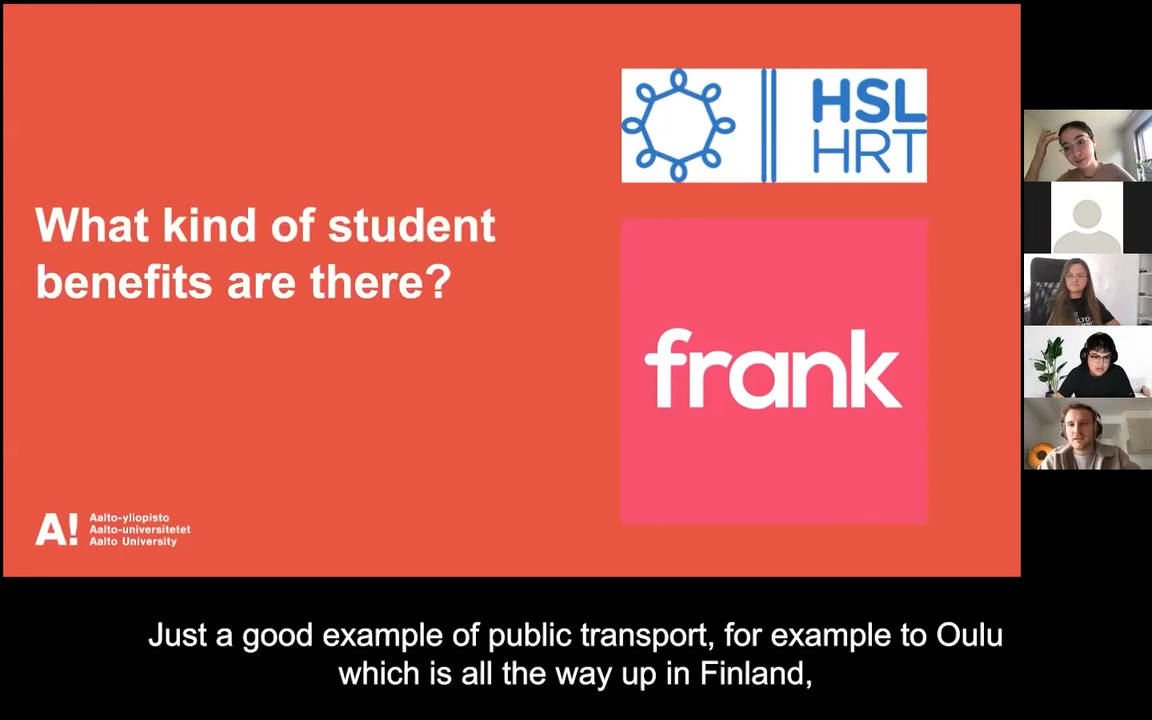 HSL
HRT
What kind of student
benefits are there?
frank
A! Aalto-yliopisto
Aalto-universitetet
Aalto University
Just a good example of public transport, for example to Oulu
which is all the way up in Finland,